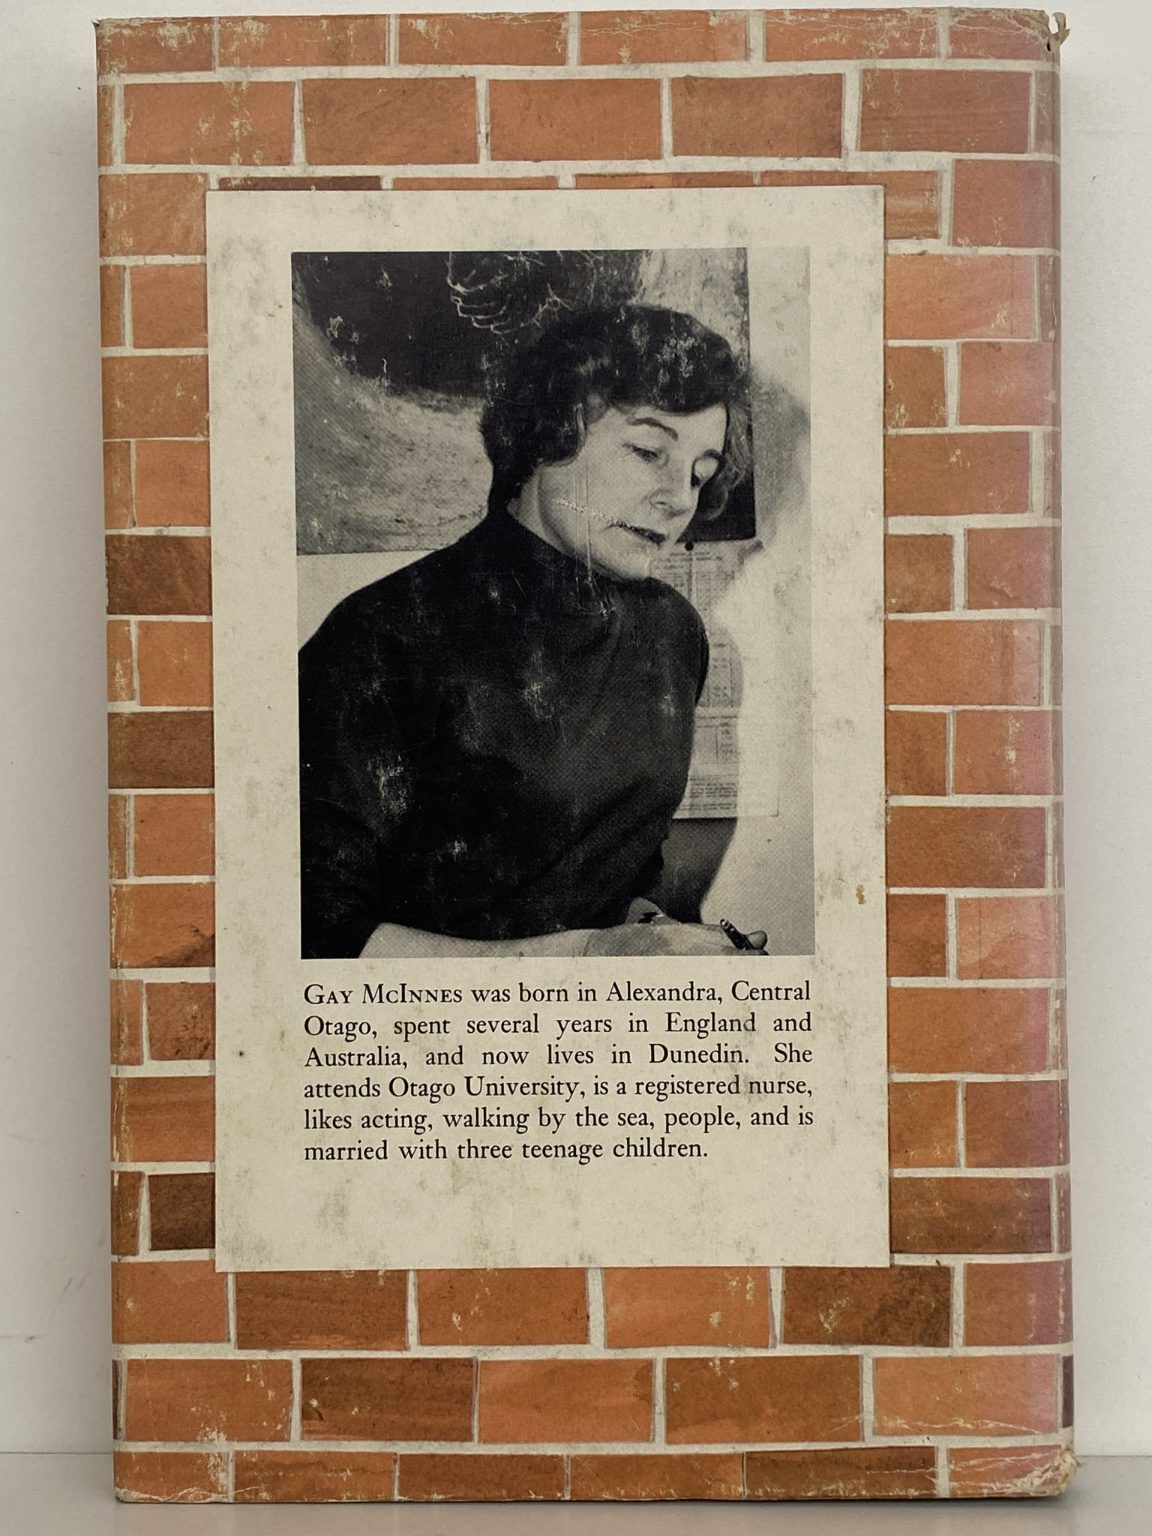 GAY MCINNES was born in Alexandra, Central
Otago, spent several years in England and
Australia, and now lives in Dunedin. She
attends Otago University, is a registered nurse,
likes acting, walking by the sea, people, and is
married with three teenage children.